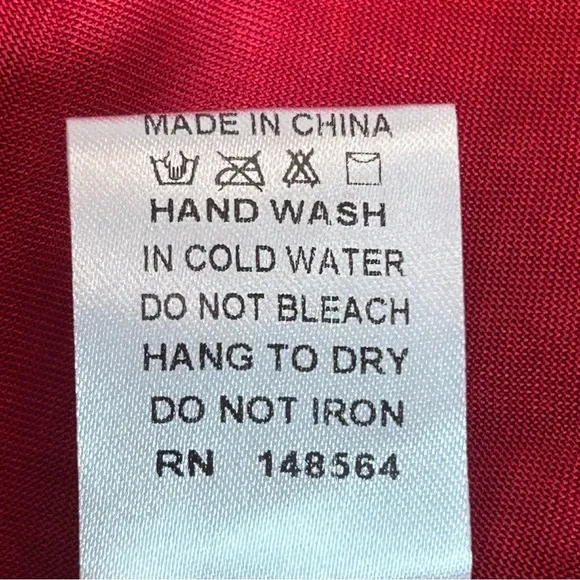 MADE IN CHINA
HAND WASH
IN COLD WATER
DO NOT BLEACH
HANG TO DRY
DO NOT IRON
RN 148564